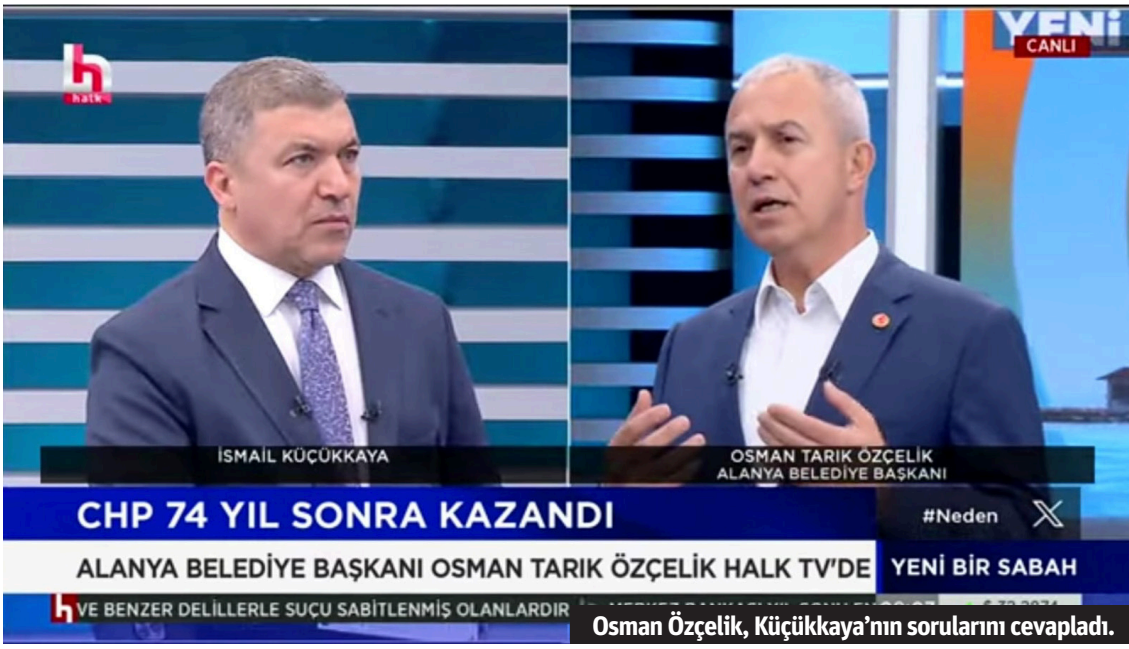 halk
YENİ
CANLI
İSMAİL KÜÇÜKKAYA
OSMAN TARIK ÖZÇELİK
ALANYA BELEDİYE BAŞKANI
CHP 74 YIL SONRA KAZANDI
#Neden X
ALANYA BELEDİYE BAŞKANI OSMAN TARIK ÖZÇELİK HALK TV'DE
YENİ BİR SABAH
VE BENZER DELİLLERLE SUÇU SABİTLENMİŞ OLANLARDIR
Osman Özçelik, Küçükkaya’nın sorularını cevapladı.